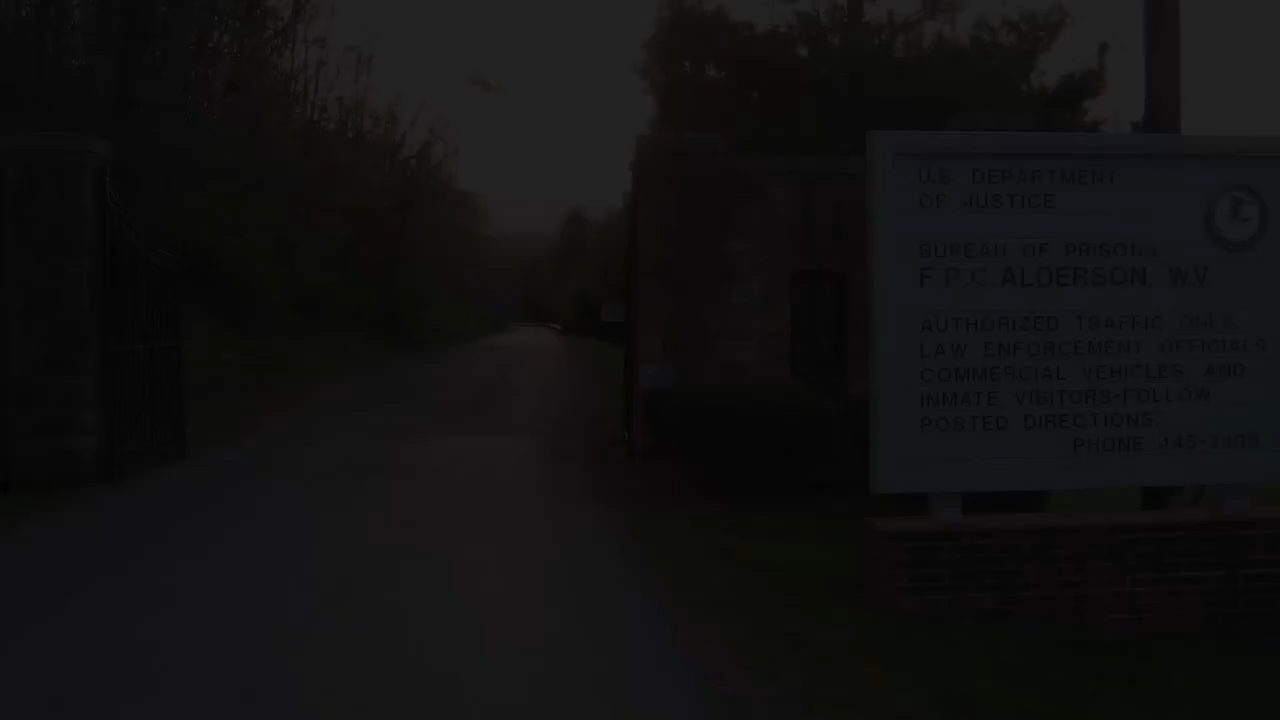 U.S. DEPARTMENT
OF JUSTICE
BUREAU OF PRISONS
F.P.C. ALDERSON, W.V.
AUTHORIZED TRAFFIC ONLY.
LAW ENFORCEMENT OFFICIALS
COMMERCIAL VEHICLES AND
INMATE VISITORS-FOLLOW
POSTED DIRECTIONS.
PHONE